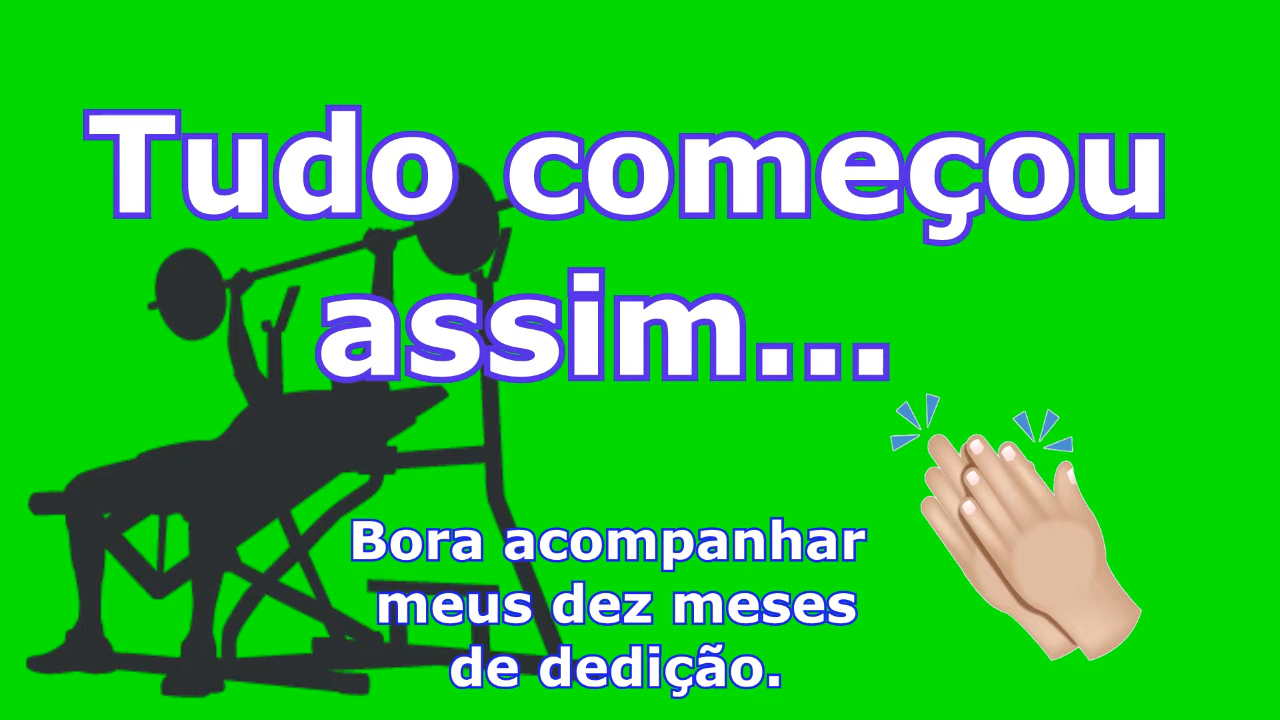 Tudo começou
assim...
Bora acompanhar
meus dez meses
de dedição.